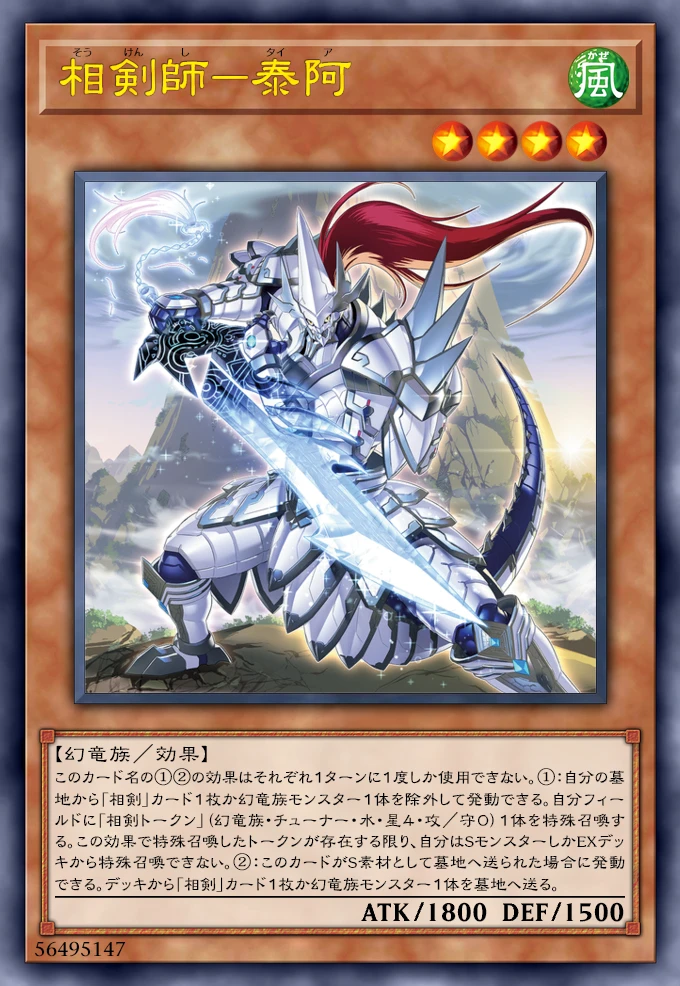 そうけんし タイア
相剣師－泰阿
かぜ
風
【幻竜族／効果】
このカード名の①②の効果はそれぞれ1ターンに1度しか使用できない。①：自分の墓
地から「相剣」カード1枚か幻竜族モンスター1体を除外して発動できる。自分フィー
ルドに「相剣トークン」(幻竜族・チューナー・水・星4・攻／守0)1体を特殊召喚す
る。この効果で特殊召喚したトークンが存在する限り、自分はSモンスターしかEXデッ
キから特殊召喚できない。②：このカードがS素材として墓地へ送られた場合に発動
できる。デッキから「相剣」カード1枚か幻竜族モンスター1体を墓地へ送る。
ATK/1800 DEF/1500
56495147